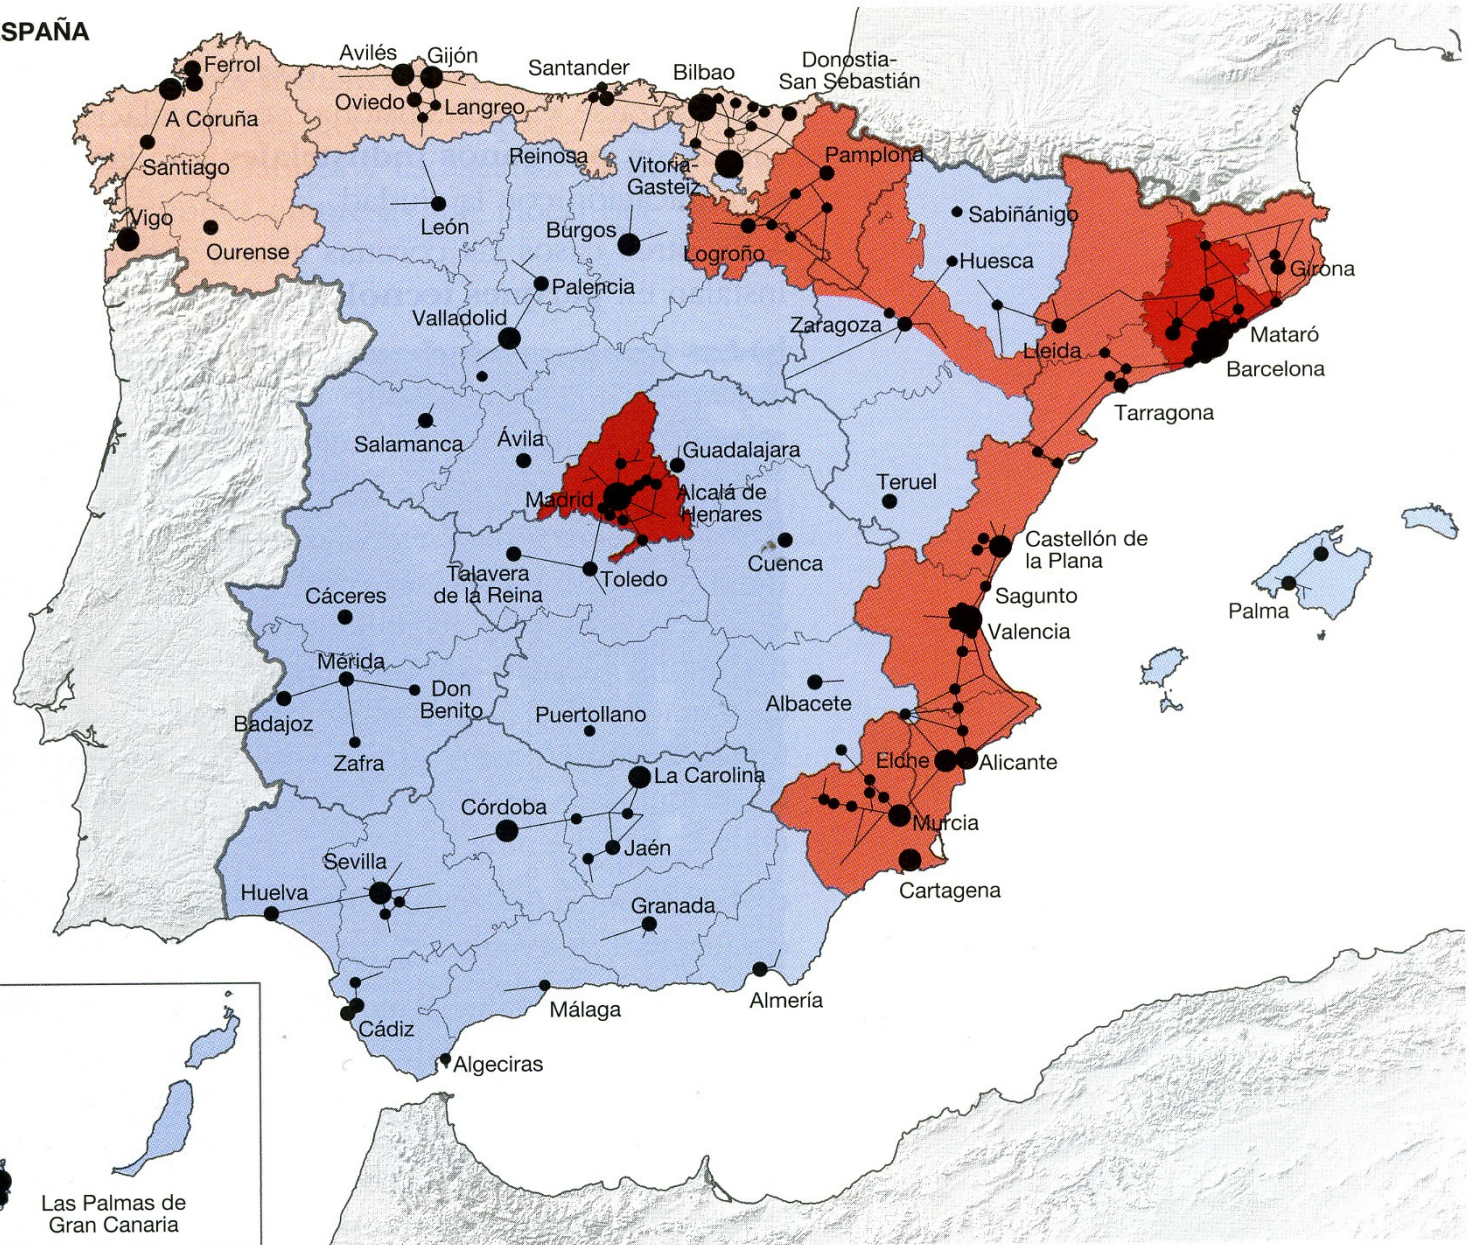 SPAÑA
Ferrol
A Coruña
Santiago
Vigo
Ourense
Avilés
Gijón
Oviedo
Langreo
Santander
Reinosa
Bilbao
Donostia-
San Sebastián
Vitoria-
Gasteiz
Pamplona
Logroño
León
Burgos
Palencia
Valladolid
Salamanca
Ávila
Sabiñánigo
Huesca
Zaragoza
Lleida
Girona
Mataró
Barcelona
Tarragona
Guadalajara
Madrid
Alcalá de
Henares
Teruel
Cuenca
Toledo
Talavera
de la Reina
Castellón de
la Plana
Sagunto
Valencia
Palma
Cáceres
Mérida
Don
Benito
Badajoz
Zafra
Puertollano
Albacete
Elche
Alicante
Murcia
Cartagena
La Carolina
Córdoba
Jaén
Sevilla
Huelva
Granada
Almería
Málaga
Cádiz
Algeciras
Las Palmas de
Gran Canaria